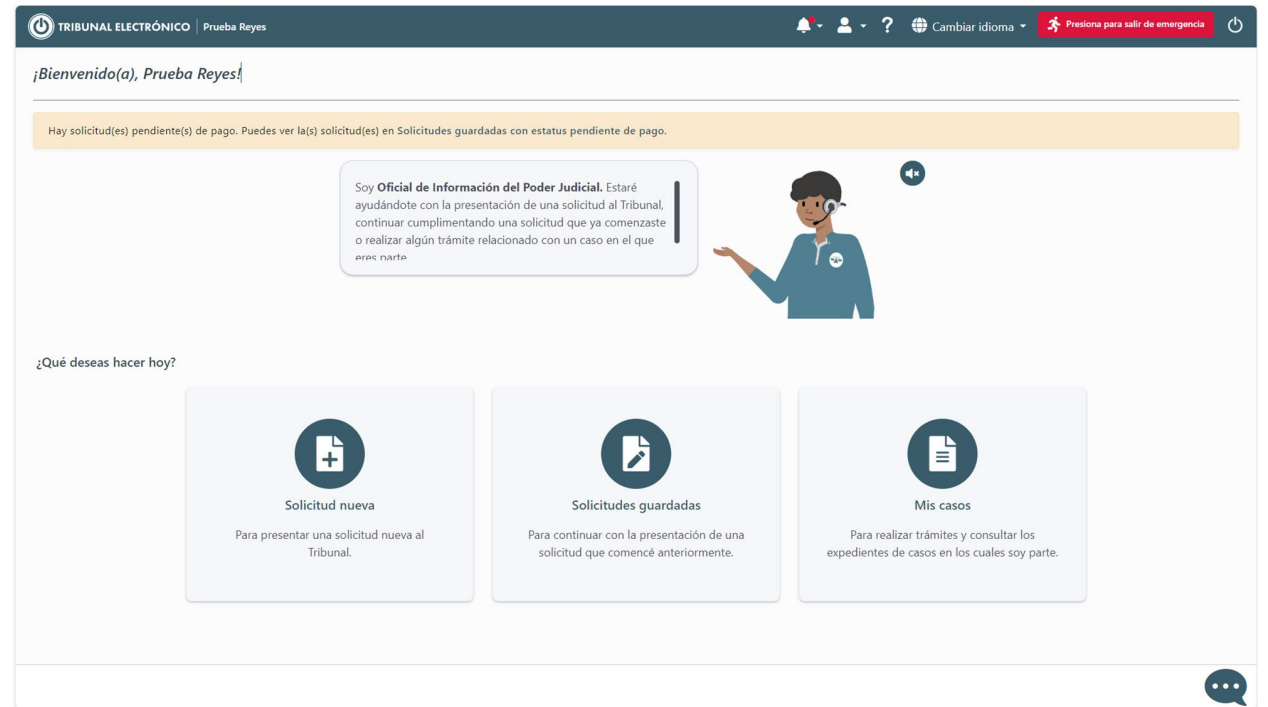 TRIBUNAL ELECTRÓNICO | Prueba Reyes
? Cambiar idioma Presiona para salir de emergencia
¡Bienvenido(a), Prueba Reyes!
Hay solicitud(es) pendiente(s) de pago. Puedes ver la(s) solicitud(es) en Solicitudes guardadas con estatus pendiente de pago.
Soy Oficial de Información del Poder Judicial. Estaré
ayudándote con la presentación de una solicitud al Tribunal,
continuar cumplimentando una solicitud que ya comenzaste
o realizar algún trámite relacionado con un caso en el que
eres parte
¿Qué deseas hacer hoy?
Solicitud nueva
Para presentar una solicitud nueva al
Tribunal.
Solicitudes guardadas
Para continuar con la presentación de una
solicitud que comencé anteriormente.
Mis casos
Para realizar trámites y consultar los
expedientes de casos en los cuales soy parte.